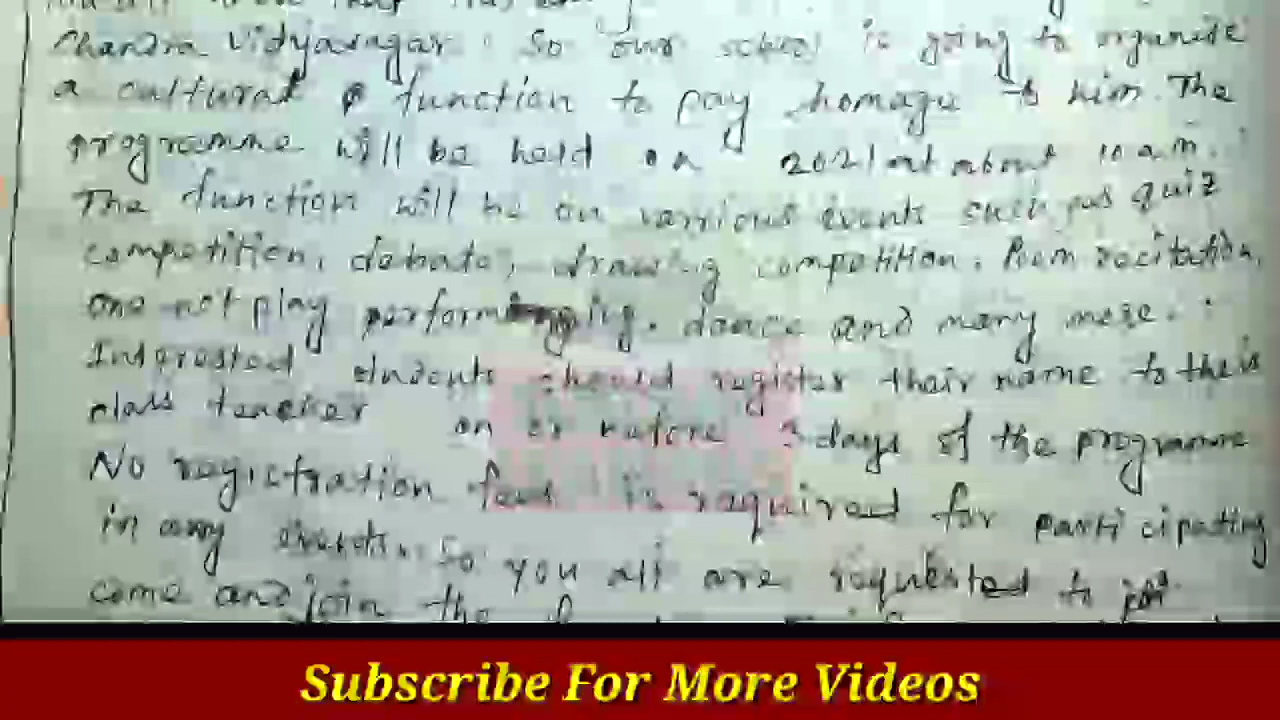 Chandra Vidyasagar. So our school is going to organise
a cultural function to pay homage to him. The
programme will be held on 2021 at about 10 a.m.
The function will be on varrious events such as quiz
competition, debate, drawing competition, Poem recitation,
one act play performing, dance and many more.
Interested students should register their name to their
class teacher on or before 3 days of the programme
No registration fees is required for participating
in any events. So you all are requested to
come and join the
Subscribe For More Videos